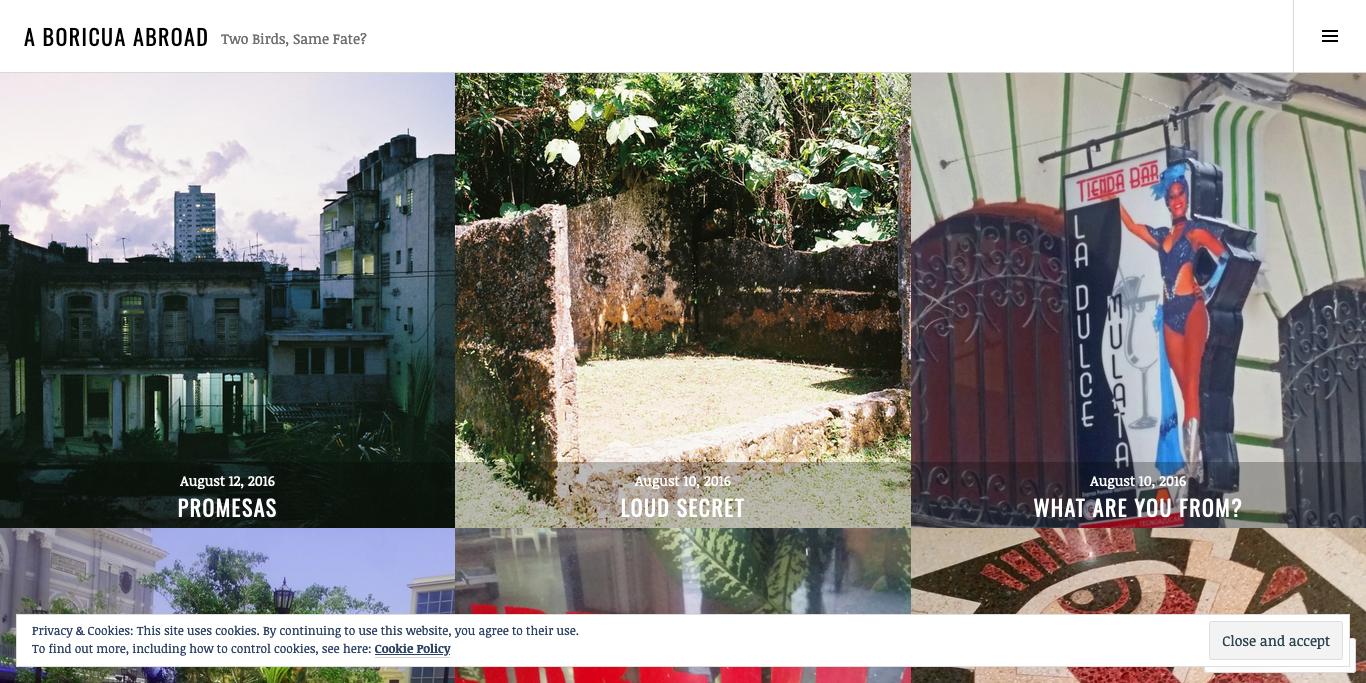 A BORICUA ABROAD
Two Birds, Same Fate?
TIENDA BAR
LA DULCE
MULATA
August 12, 2016
PROMESAS
August 10, 2016
LOUD SECRET
August 10, 2016
WHAT ARE YOU FROM?
Privacy & Cookies: This site uses cookies. By continuing to use this website, you agree to their use.
To find out more, including how to control cookies, see here: Cookie Policy
Close and accept